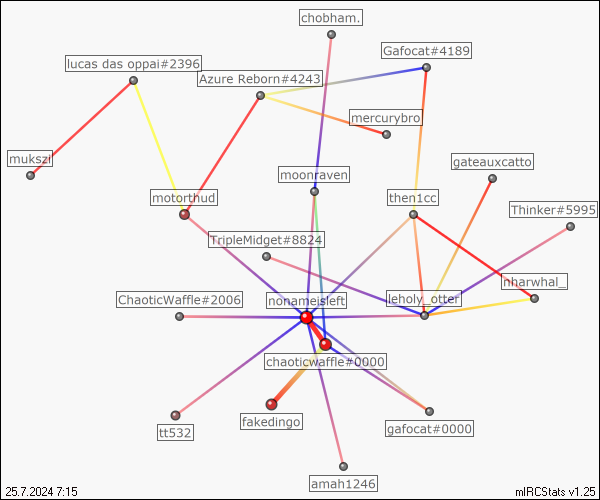 chobham.
Gafocat#4189
lucas das oppai#2396
Azure Reborn#4243
mercurybro
mukszi
gateauxcatto
moonraven
motorthud
then1cc
Thinker#5995
TripleMidget#8824
nharwhal_
ChaoticWaffle#2006
nonameisleft
leholy_otter
chaoticwaffle#0000
fakedingo
gafocat#0000
tt532
amah1246
25.7.2024 7:15
mIRCStats v1.25